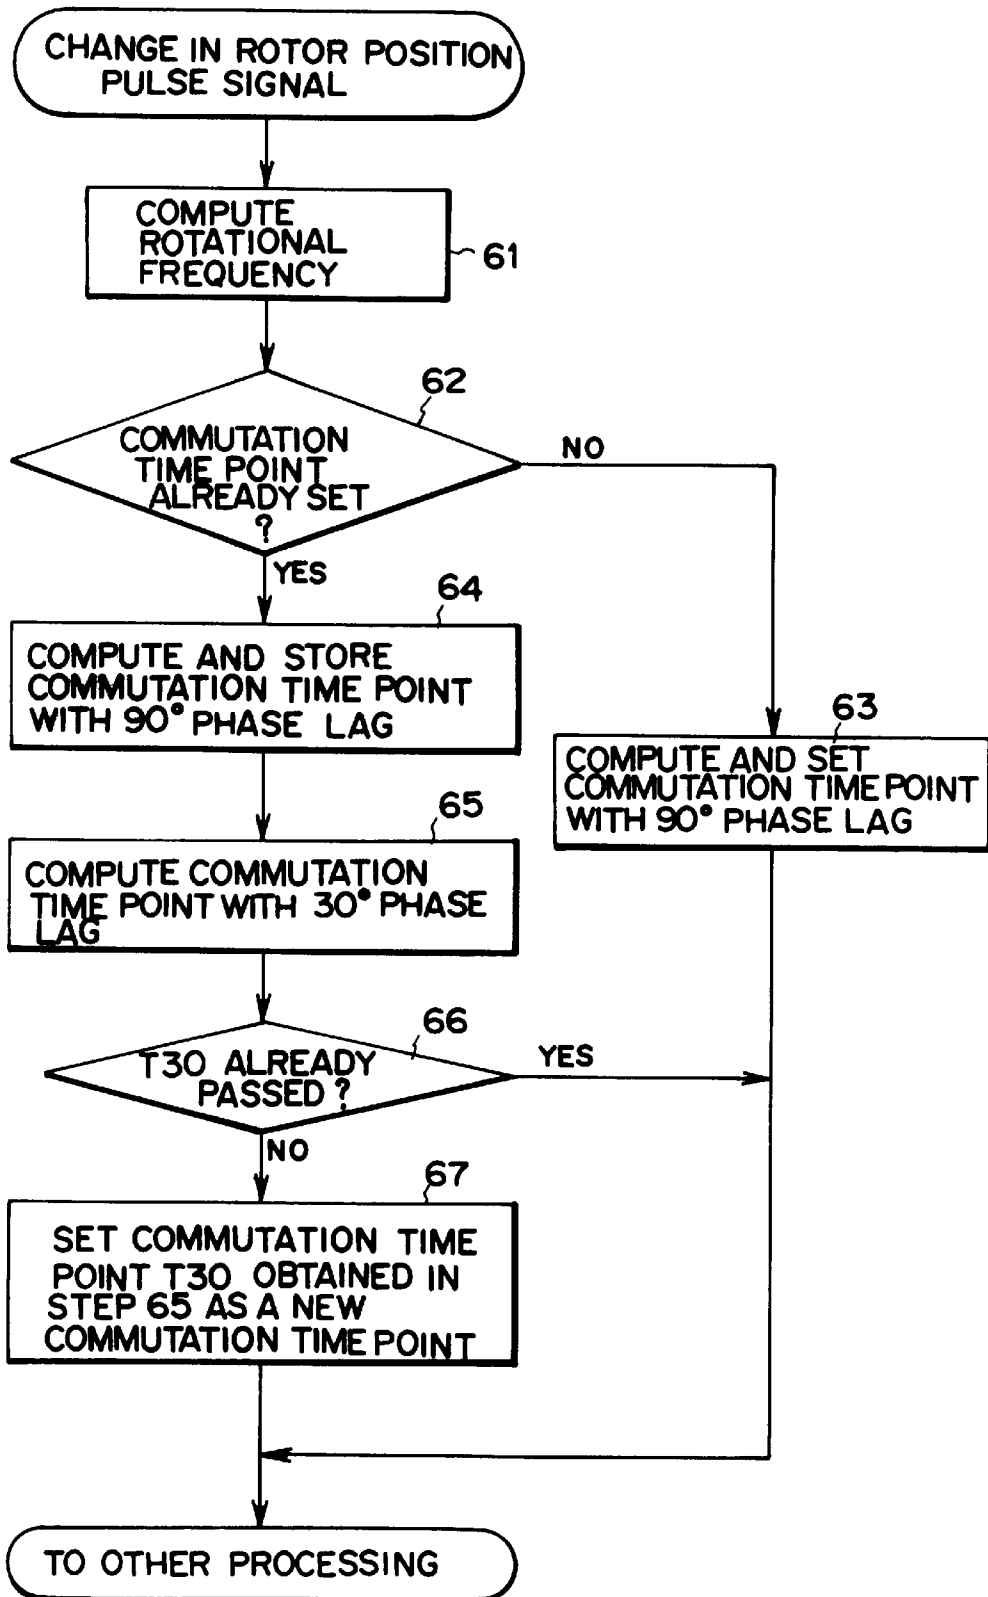 CHANGE IN ROTOR POSITION
PULSE SIGNAL
COMPUTE
ROTATIONAL
FREQUENCY
61
62
COMMUTATION
TIME POINT
ALREADY SET
?
NO
YES
64
COMPUTE AND STORE
COMMUTATION TIME POINT
WITH 90° PHASE LAG
63
COMPUTE AND SET
COMMUTATION TIME POINT
WITH 90° PHASE LAG
65
COMPUTE COMMUTATION
TIME POINT WITH 30° PHASE
LAG
66
T30 ALREADY
PASSED ?
YES
NO
67
SET COMMUTATION TIME
POINT T30 OBTAINED IN
STEP 65 AS A NEW
COMMUTATION TIME POINT
TO OTHER PROCESSING